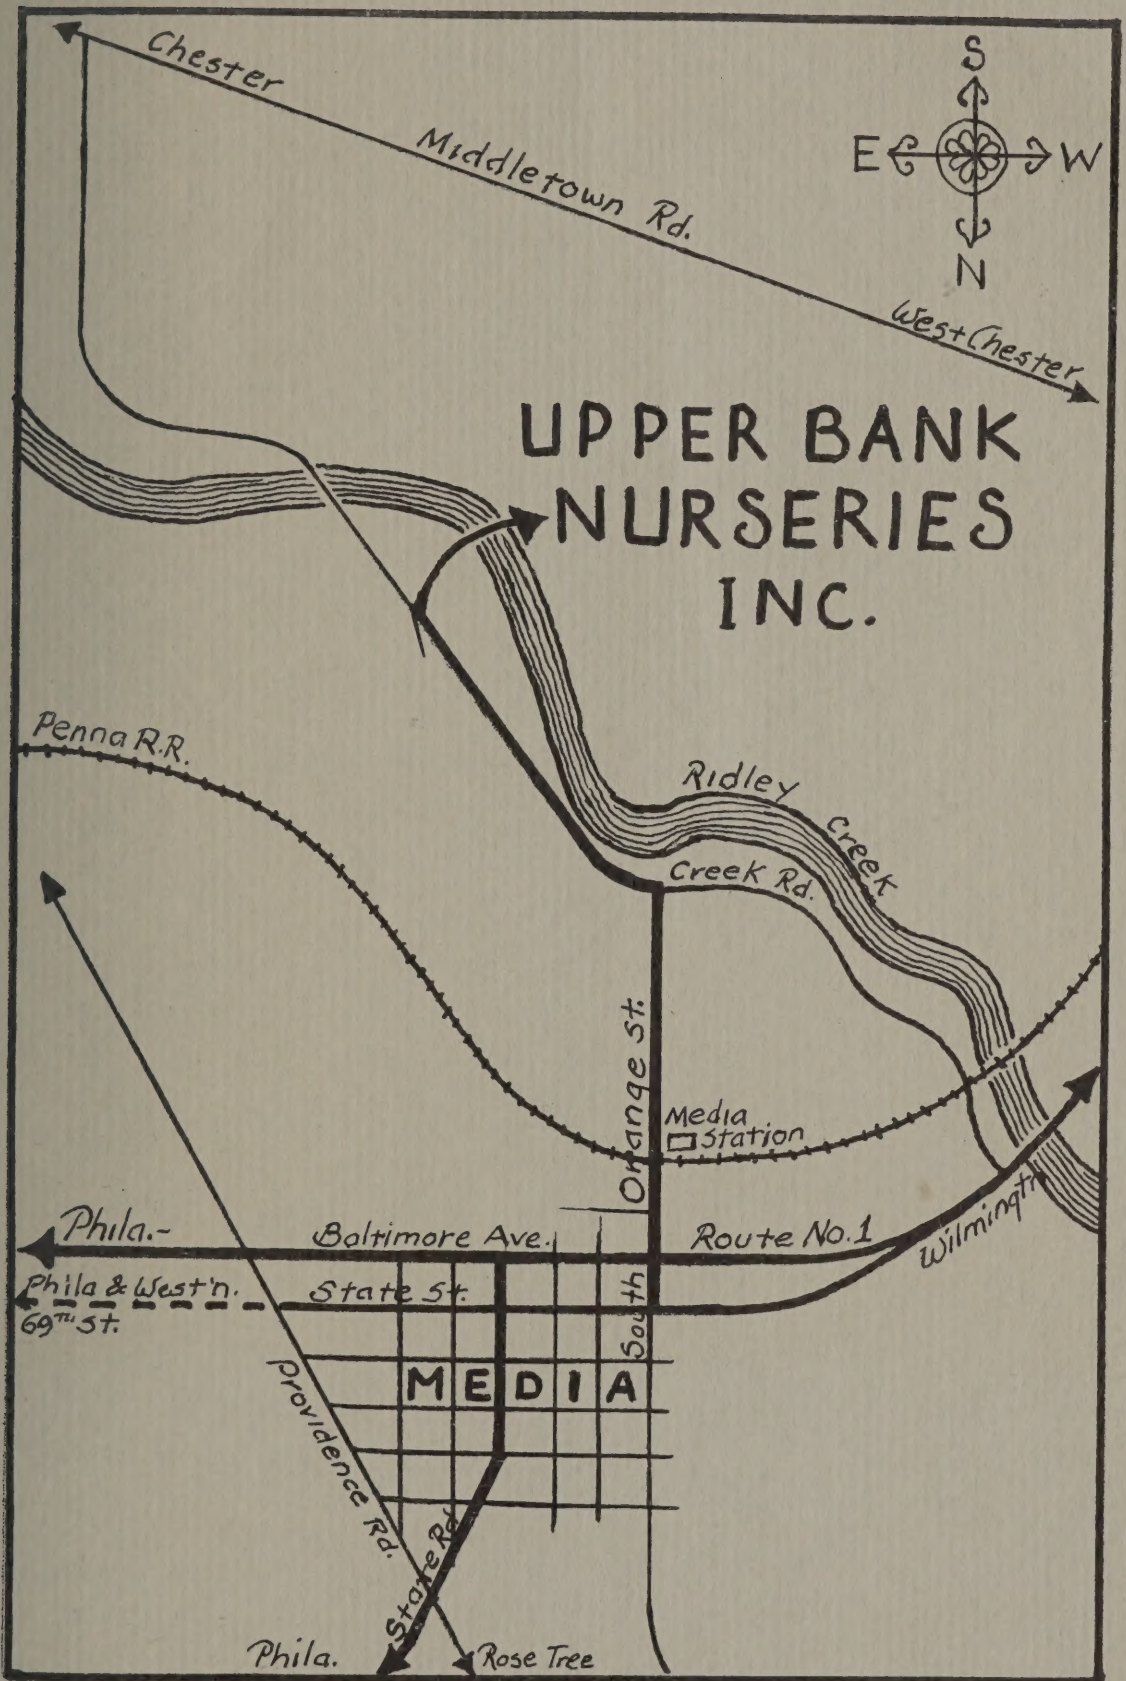 S
E W
N
Chester
Middletown Rd.
West Chester
UPPER BANK
NURSERIES
INC.
Penna R.R.
Ridley Creek
Creek Rd.
South Orange St.
Media
Station
Phila.-
Baltimore Ave.
Route No.1
Wilmingt'n
Phila & West'n.
69TH St.
State St.
MEDIA
Providence Rd.
State Rd.
Phila.
Rose Tree